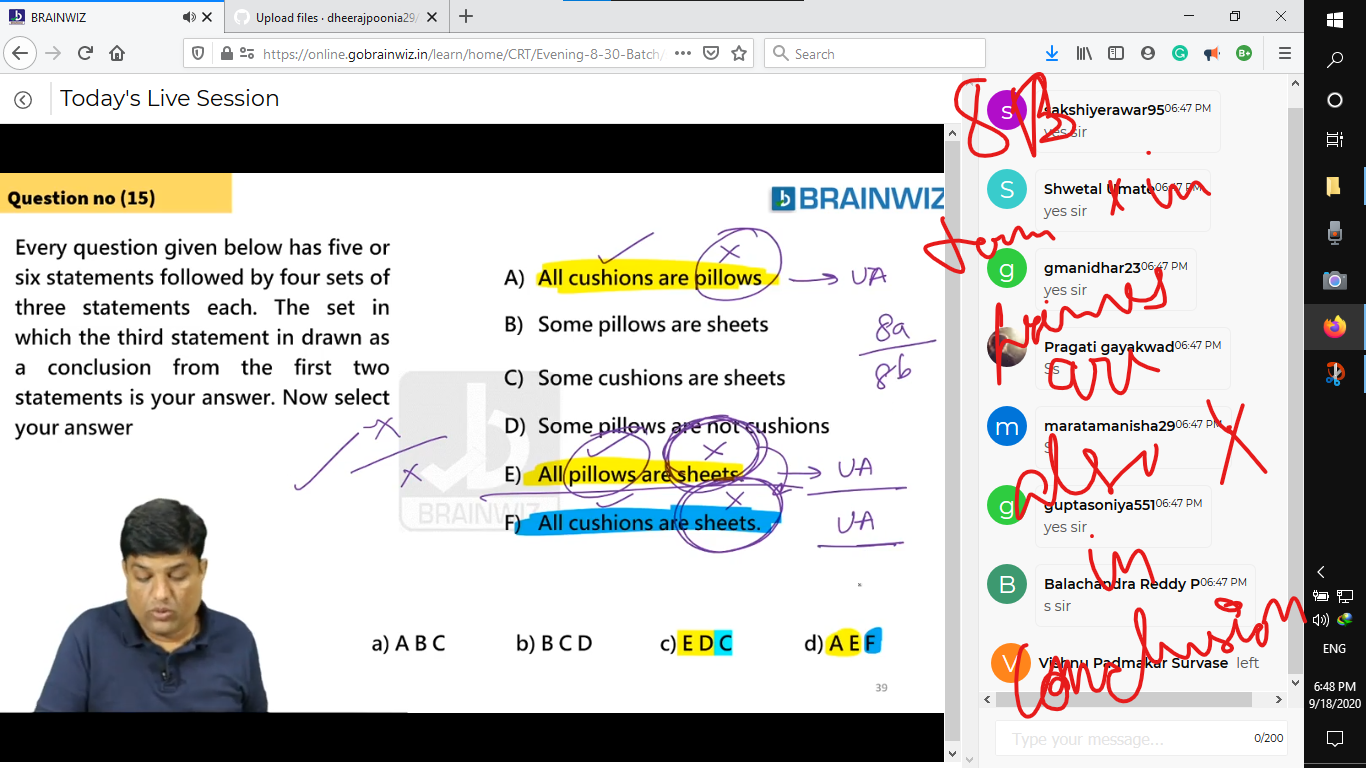 BRAINWIZ
Upload files · dheerajpoonia29/
https://online.gobrainwiz.in/learn/home/CRT/Evening-8-30-Batch/
Search
Today's Live Session
Question no (15)
BRAINWIZ
Every question given below has five or
six statements followed by four sets of
three statements each. The set in
which the third statement in drawn as
a conclusion from the first two
statements is your answer. Now select
your answer
A) All cushions are pillows
UA
B) Some pillows are sheets
8a
8b
C) Some cushions are sheets
D) Some pillows are not cushions
E) All pillows are sheets.
UA
F) All cushions are sheets.
UA
X
X
X
X
X
BRAINWIZ
a) A B C
b) B C D
c) E D C
d) A E F
39
s
sakshiyerawar95 06:47 PM
yes sir
S
Shwetal Umate 06:47 PM
yes sir
g
gmanidhar23 06:47 PM
yes sir
Pragati gayakwad 06:47 PM
Ss
m
maratamanisha29 06:47 PM
S
g
guptasoniya551 06:47 PM
yes sir
B
Balachandra Reddy P 06:47 PM
s sir
V
Vishnu Padmakar Survase left
Type your message...
0/200
8B
X in
are
also X
in
Conclusion
ENG
6:48 PM
9/18/2020